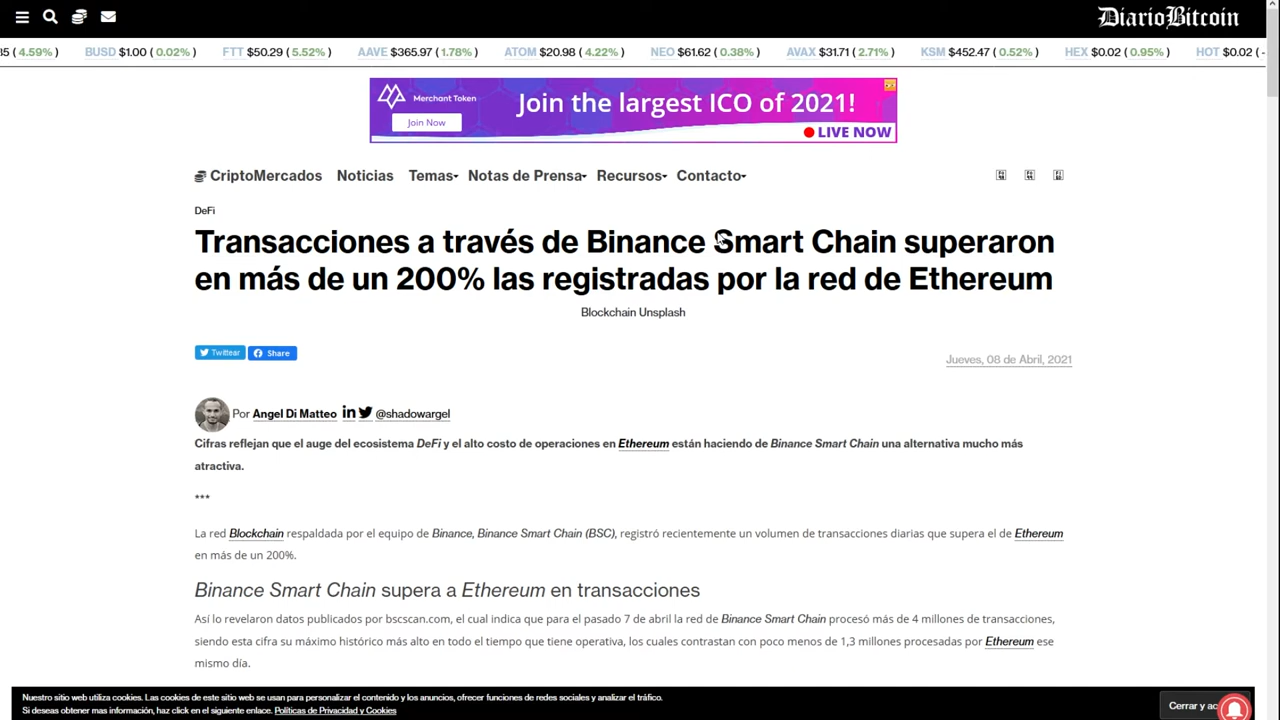 DiarioBitcoin
35 ( 4.59% ) BUSD $1.00 ( 0.02% ) FTT $50.29 ( 5.52% ) AAVE $365.97 ( 1.78% ) ATOM $20.98 ( 4.22% ) NEO $61.62 ( 0.38% ) AVAX $31.71 ( 2.71% ) KSM $452.47 ( 0.52% ) HEX $0.02 ( 0.95% ) HOT $0.02 ( -
Merchant Token
Join Now
Join the largest ICO of 2021!
LIVE NOW
CriptoMercados Noticias Temas Notas de Prensa Recursos Contacto
DeFi
Transacciones a través de Binance Smart Chain superaron
en más de un 200% las registradas por la red de Ethereum
Blockchain Unsplash
Twittear Share
Jueves, 08 de Abril, 2021
Por Angel Di Matteo in @shadowargel
Cifras reflejan que el auge del ecosistema DeFi y el alto costo de operaciones en Ethereum están haciendo de Binance Smart Chain una alternativa mucho más
atractiva.
***
La red Blockchain respaldada por el equipo de Binance, Binance Smart Chain (BSC), registró recientemente un volumen de transacciones diarias que supera el de Ethereum
en más de un 200%.
Binance Smart Chain supera a Ethereum en transacciones
Así lo revelaron datos publicados por bscscan.com, el cual indica que para el pasado 7 de abril la red de Binance Smart Chain procesó más de 4 millones de transacciones,
siendo esta cifra su máximo histórico más alto en todo el tiempo que tiene operativa, los cuales contrastan con poco menos de 1,3 millones procesadas por Ethereum ese
mismo día.
Nuestro sitio web utiliza cookies. Las cookies de este sitio web se usan para personalizar el contenido y los anuncios, ofrecer funciones de redes sociales y analizar el tráfico.
Si deseas obtener mas información, haz click en el siguiente enlace. Políticas de Privacidad y Cookies
Cerrar y ac